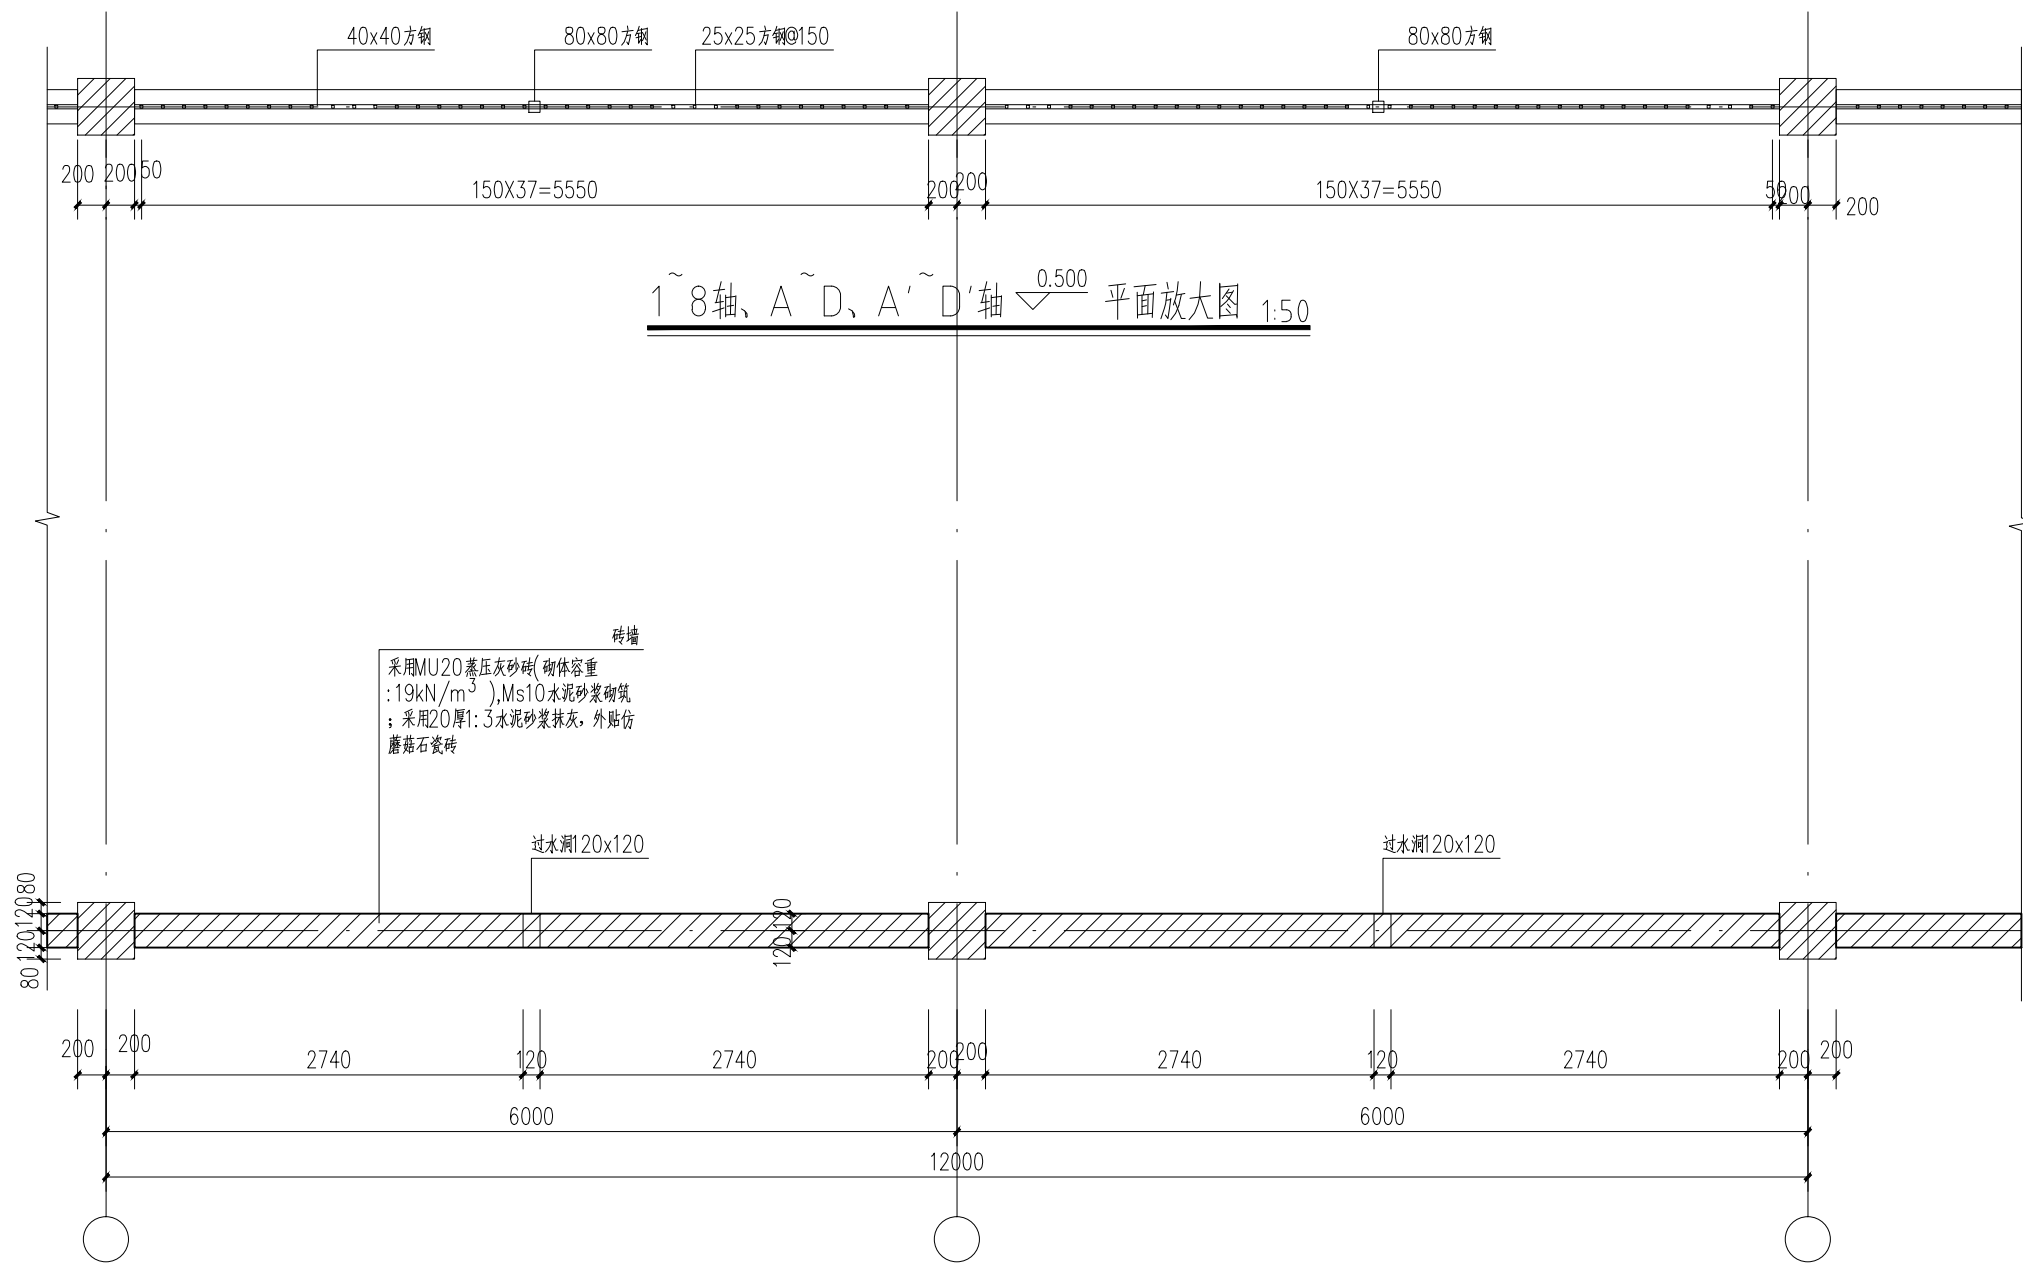 40x40方钢
80x80方钢
25x25方钢@150
80x80方钢
200
200
50
150X37=5550
200
200
150X37=5550
50
200
200
1~8轴、A~D、A'~D'轴 0.500 平面放大图 1:50
砖墙
采用MU20蒸压灰砂砖(砌体容重
:19kN/m³ ),Ms10水泥砂浆砌筑
；采用20厚1:3水泥砂浆抹灰，外贴仿
蘑菇石瓷砖
过水洞120x120
过水洞120x120
80
120
120
80
120
120
200
200
2740
120
2740
200
200
2740
120
2740
200
200
6000
6000
12000